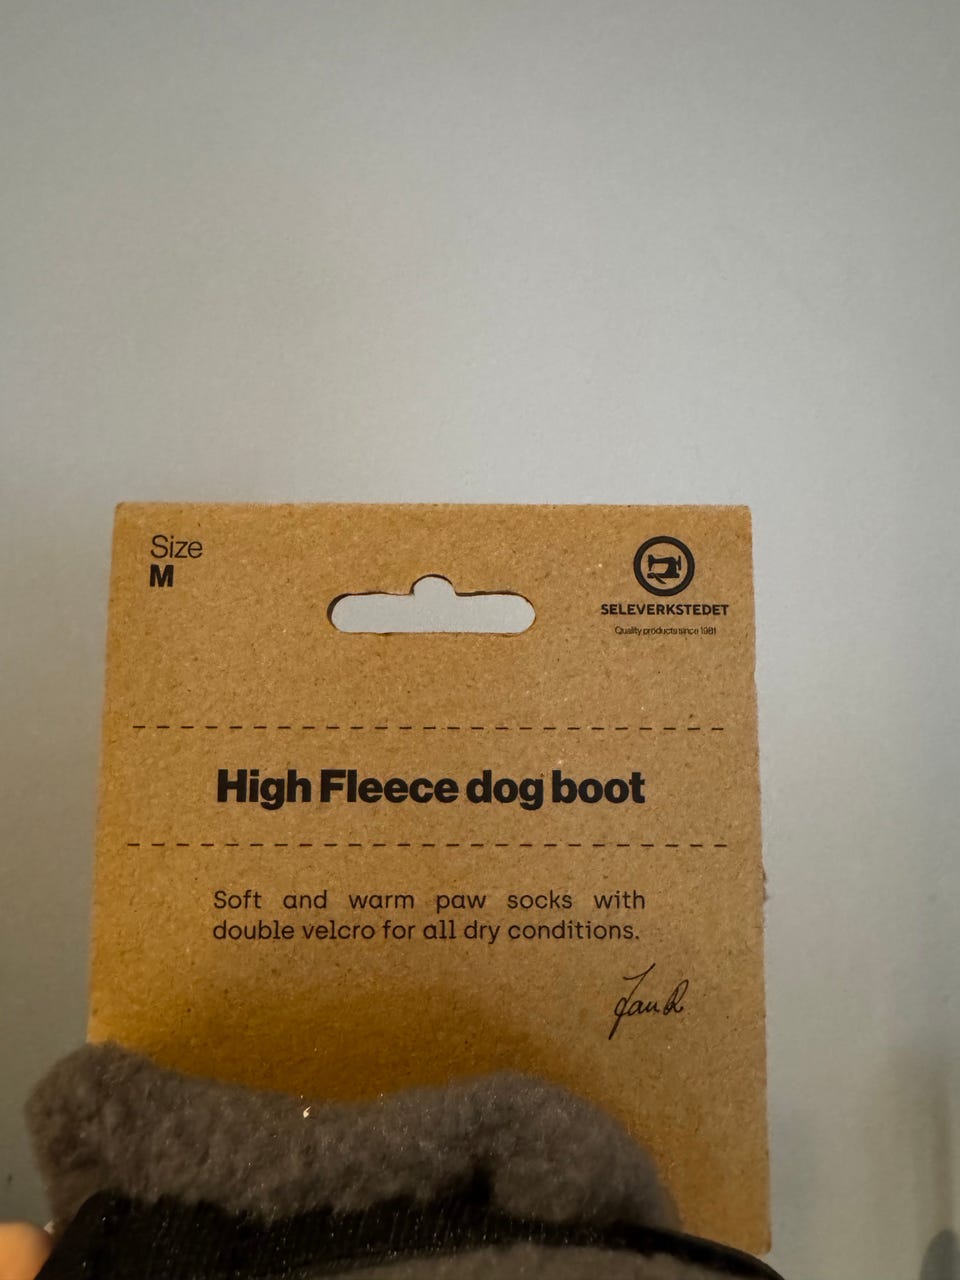 Size
M
SELEVERKSTEDET
Quality products since 1981
High Fleece dog boot
Soft and warm paw socks with
double velcro for all dry conditions.
Jan R